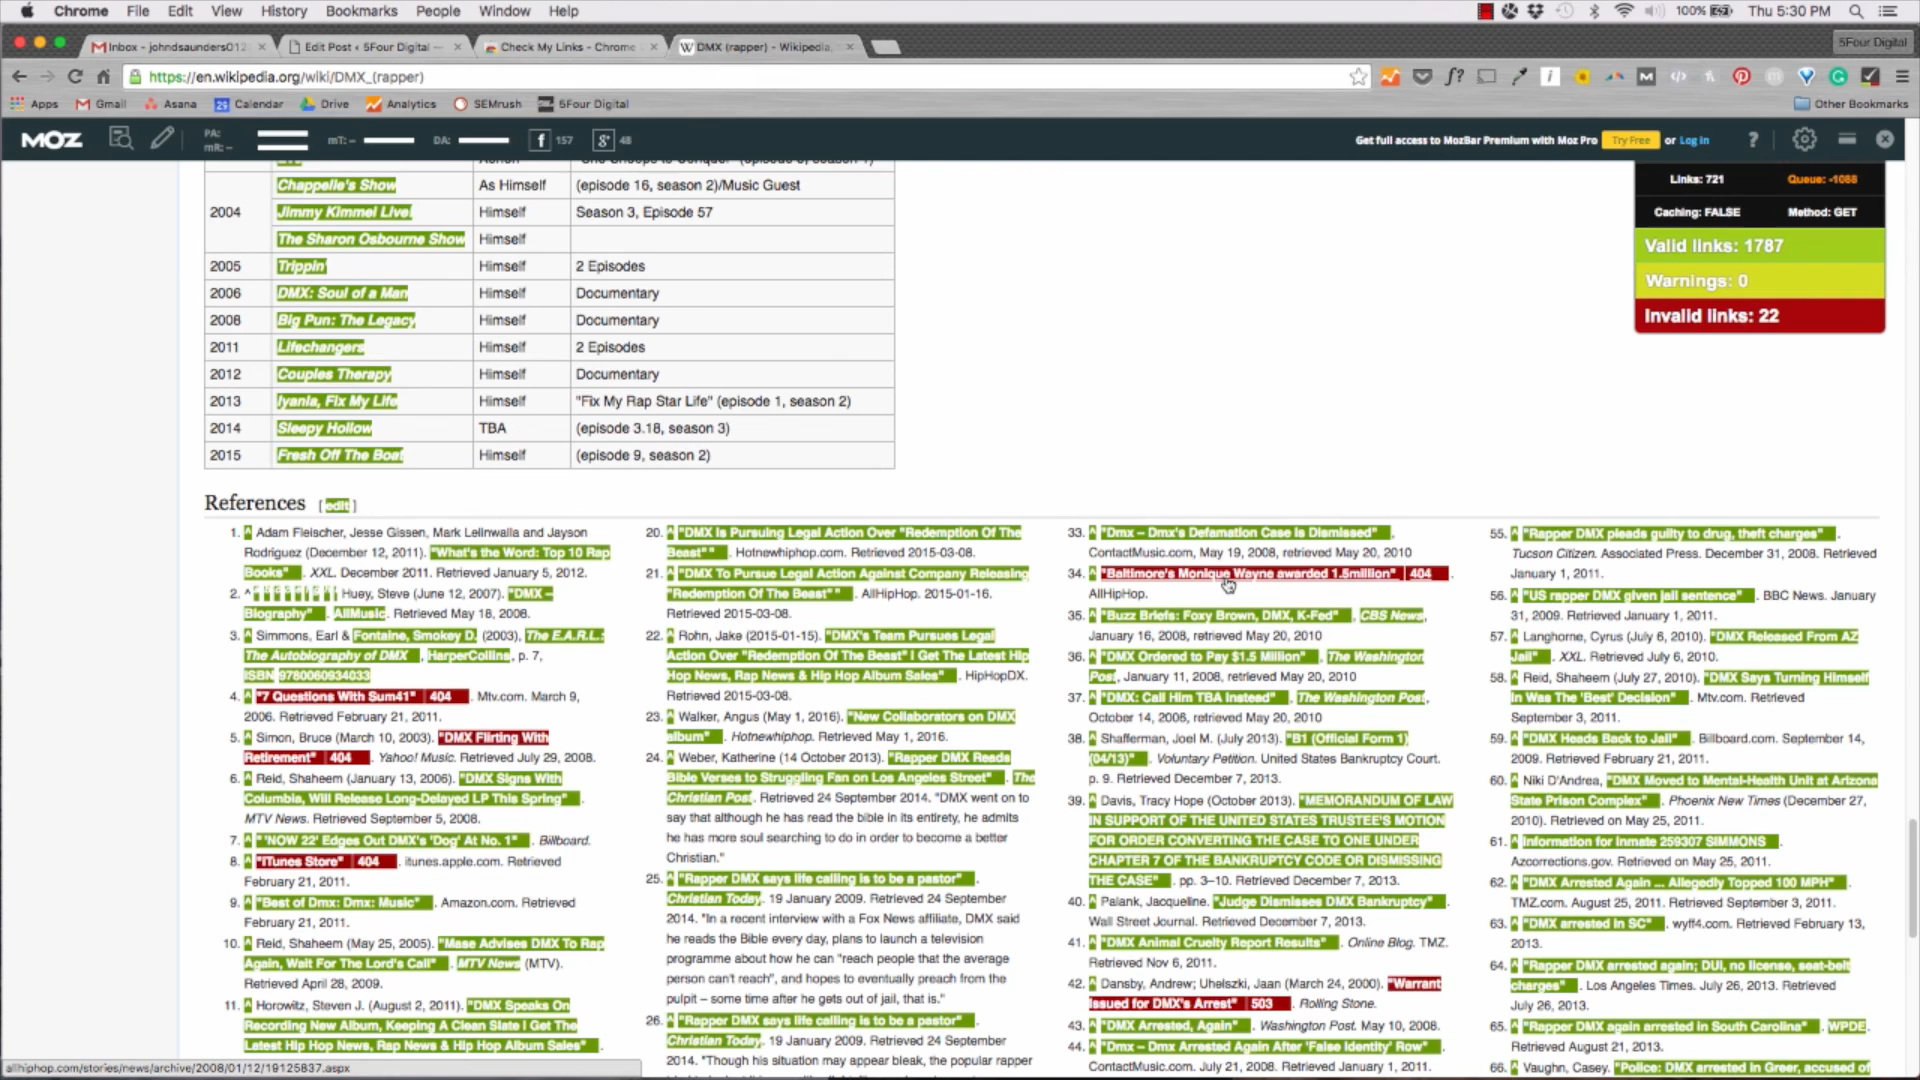 Chrome File Edit View History Bookmarks People Window Help 100% Thu 5:30 PM
Inbox - johndsaunders012 Edit Post ‹ 5Four Digital — Check My Links - Chrome DMX (rapper) - Wikipedia, 5Four Digital
https://en.wikipedia.org/wiki/DMX_(rapper)
Apps Gmail Asana Calendar Drive Analytics SEMrush 5Four Digital Other Bookmarks
MOZ PA: mR:– mT:– DA: 157 48 Get full access to MozBar Premium with Moz Pro Try Free or Log in
Links: 721 Queue: -1088
Caching: FALSE Method: GET
Valid links: 1787
Warnings: 0
Invalid links: 22
Chappelle's Show As Himself (episode 16, season 2)/Music Guest
2004 Jimmy Kimmel Live! Himself Season 3, Episode 57
The Sharon Osbourne Show Himself
2005 Trippin' Himself 2 Episodes
2006 DMX: Soul of a Man Himself Documentary
2008 Big Pun: The Legacy Himself Documentary
2011 Lifechangers Himself 2 Episodes
2012 Couples Therapy Himself Documentary
2013 Iyanla, Fix My Life Himself "Fix My Rap Star Life" (episode 1, season 2)
2014 Sleepy Hollow TBA (episode 3.18, season 3)
2015 Fresh Off The Boat Himself (episode 9, season 2)
References [edit]
1. ^ Adam Fleischer, Jesse Gissen, Mark Lelinwalla and Jayson
Rodriguez (December 12, 2011). "What's the Word: Top 10 Rap
Books" . XXL. December 2011. Retrieved January 5, 2012.
2. ^ Huey, Steve (June 12, 2007). "DMX –
Biography" . AllMusic. Retrieved May 18, 2008.
3. ^ Simmons, Earl & Fontaine, Smokey D. (2003), The E.A.R.L.:
The Autobiography of DMX , HarperCollins, p. 7,
ISBN 9780060934033
4. ^ "7 Questions With Sum41" 404 . Mtv.com. March 9,
2006. Retrieved February 21, 2011.
5. ^ Simon, Bruce (March 10, 2003). "DMX Flirting With
Retirement" 404 . Yahoo! Music. Retrieved July 29, 2008.
6. ^ Reid, Shaheem (January 13, 2006). "DMX Signs With
Columbia, Will Release Long-Delayed LP This Spring" .
MTV News. Retrieved September 5, 2008.
7. ^ "'NOW 22' Edges Out DMX's 'Dog' At No. 1" . Billboard.
8. ^ "iTunes Store" 404 . itunes.apple.com. Retrieved
February 21, 2011.
9. ^ "Best of Dmx: Dmx: Music" . Amazon.com. Retrieved
February 21, 2011.
10. ^ Reid, Shaheem (May 25, 2005). "Mase Advises DMX To Rap
Again, Wait For The Lord's Call" . MTV News (MTV).
Retrieved April 28, 2009.
11. ^ Horowitz, Steven J. (August 2, 2011). "DMX Speaks On
Recording New Album, Keeping A Clean Slate | Get The
Latest Hip Hop News, Rap News & Hip Hop Album Sales" .
20. ^ "DMX Is Pursuing Legal Action Over "Redemption Of The
Beast"" . Hotnewhiphop.com. Retrieved 2015-03-08.
21. ^ "DMX To Pursue Legal Action Against Company Releasing
"Redemption Of The Beast"" . AllHipHop. 2015-01-16.
Retrieved 2015-03-08.
22. ^ Rohn, Jake (2015-01-15). "DMX's Team Pursues Legal
Action Over "Redemption Of The Beast" | Get The Latest Hip
Hop News, Rap News & Hip Hop Album Sales" . HipHopDX.
Retrieved 2015-03-08.
23. ^ Walker, Angus (May 1, 2016). "New Collaborators on DMX
album" . Hotnewhiphop. Retrieved May 1, 2016.
24. ^ Weber, Katherine (14 October 2013). "Rapper DMX Reads
Bible Verses to Struggling Fan on Los Angeles Street" . The
Christian Post. Retrieved 24 September 2014. "DMX went on to
say that although he has read the bible in its entirety, he admits
he has more soul searching to do in order to become a better
Christian."
25. ^ "Rapper DMX says life calling is to be a pastor" .
Christian Today. 19 January 2009. Retrieved 24 September
2014. "In a recent interview with a Fox News affiliate, DMX said
he reads the Bible every day, plans to launch a television
programme about how he can "reach people that the average
person can't reach", and hopes to eventually preach from the
pulpit – some time after he gets out of jail, that is."
26. ^ "Rapper DMX says life calling is to be a pastor" .
Christian Today. 19 January 2009. Retrieved 24 September
2014. "Though his situation may appear bleak, the popular rapper
33. ^ "Dmx – Dmx's Defamation Case Is Dismissed" ,
ContactMusic.com, May 19, 2008, retrieved May 20, 2010
34. ^ "Baltimore's Monique Wayne awarded 1.5million" 404 .
AllHipHop.
35. ^ "Buzz Briefs: Foxy Brown, DMX, K-Fed" , CBS News,
January 16, 2008, retrieved May 20, 2010
36. ^ "DMX Ordered to Pay $1.5 Million" , The Washington
Post, January 11, 2008, retrieved May 20, 2010
37. ^ "DMX: Call Him TBA Instead" , The Washington Post,
October 14, 2006, retrieved May 20, 2010
38. ^ Shafferman, Joel M. (July 2013). "B1 (Official Form 1)
(04/13)" . Voluntary Petition. United States Bankruptcy Court.
p. 9. Retrieved December 7, 2013.
39. ^ Davis, Tracy Hope (October 2013). "MEMORANDUM OF LAW
IN SUPPORT OF THE UNITED STATES TRUSTEE'S MOTION
FOR ORDER CONVERTING THE CASE TO ONE UNDER
CHAPTER 7 OF THE BANKRUPTCY CODE OR DISMISSING
THE CASE" . pp. 3–10. Retrieved December 7, 2013.
40. ^ Palank, Jacqueline. "Judge Dismisses DMX Bankruptcy" .
Wall Street Journal. Retrieved December 7, 2013.
41. ^ "DMX Animal Cruelty Report Results" . Online Blog. TMZ.
Retrieved Nov 6, 2011.
42. ^ Dansby, Andrew; Uhelszki, Jaan (March 24, 2000). "Warrant
Issued for DMX's Arrest" 503 . Rolling Stone.
43. ^ "DMX Arrested, Again" . Washington Post. May 10, 2008.
44. ^ "Dmx – Dmx Arrested Again After 'False Identity' Row" .
ContactMusic.com. July 21, 2008. Retrieved January 1, 2011.
55. ^ "Rapper DMX pleads guilty to drug, theft charges" .
Tucson Citizen. Associated Press. December 31, 2008. Retrieved
January 1, 2011.
56. ^ "US rapper DMX given jail sentence" . BBC News. January
31, 2009. Retrieved January 1, 2011.
57. ^ Langhorne, Cyrus (July 6, 2010). "DMX Released From AZ
Jail" . XXL. Retrieved July 6, 2010.
58. ^ Reid, Shaheem (July 27, 2010). "DMX Says Turning Himself
In Was The 'Best' Decision" . Mtv.com. Retrieved
September 3, 2011.
59. ^ "DMX Heads Back to Jail" . Billboard.com. September 14,
2009. Retrieved February 21, 2011.
60. ^ Niki D'Andrea, "DMX Moved to Mental-Health Unit at Arizona
State Prison Complex" . Phoenix New Times (December 27,
2010). Retrieved on May 25, 2011.
61. ^ Information for Inmate 259307 SIMMONS .
Azcorrections.gov. Retrieved on May 25, 2011.
62. ^ "DMX Arrested Again ... Allegedly Topped 100 MPH" .
TMZ.com. August 25, 2011. Retrieved September 3, 2011.
63. ^ "DMX arrested in SC" . wyff4.com. Retrieved February 13,
2013.
64. ^ "Rapper DMX arrested again; DUI, no license, seat-belt
charges" . Los Angeles Times. July 26, 2013. Retrieved
July 26, 2013.
65. ^ "Rapper DMX again arrested in South Carolina" , WPDE.
Retrieved August 21, 2013.
66. ^ Vaughn, Casey. "Police: DMX arrested in Greer, accused of
allhiphop.com/stories/news/archive/2008/01/12/19125837.aspx